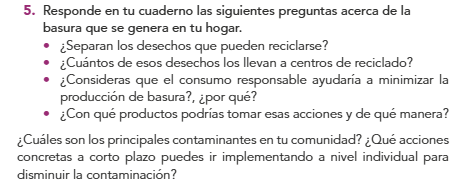 5. Responde en tu cuaderno las siguientes preguntas acerca de la
basura que se genera en tu hogar.
• ¿Separan los desechos que pueden reciclarse?
• ¿Cuántos de esos desechos los llevan a centros de reciclado?
• ¿Consideras que el consumo responsable ayudaría a minimizar la
producción de basura?, ¿por qué?
• ¿Con qué productos podrías tomar esas acciones y de qué manera?
¿Cuáles son los principales contaminantes en tu comunidad? ¿Qué acciones
concretas a corto plazo puedes ir implementando a nivel individual para
disminuir la contaminación?